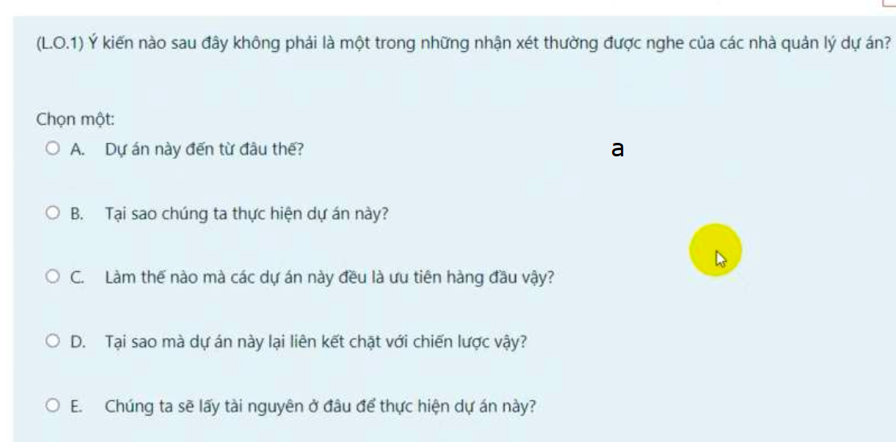 (L.O.1) Ý kiến nào sau đây không phải là một trong những nhận xét thường được nghe của các nhà quản lý dự án?
Chọn một:
A. Dự án này đến từ đâu thế?
a
B. Tại sao chúng ta thực hiện dự án này?
C. Làm thế nào mà các dự án này đều là ưu tiên hàng đầu vậy?
D. Tại sao mà dự án này lại liên kết chặt với chiến lược vậy?
E. Chúng ta sẽ lấy tài nguyên ở đâu để thực hiện dự án này?